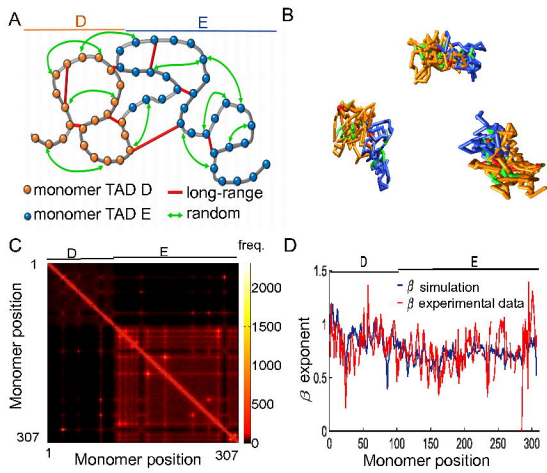 A
D
E
monomer TAD D
long-range
monomer TAD E
random
B
C
D
E
freq.
1
Monomer position
307
1
307
Monomer position
2000
1500
1000
500
0
D
D
E
β simulation
β experimental data
1.5
1
0.5
0
β exponent
0 50 100 150 200 250 300
Monomer position